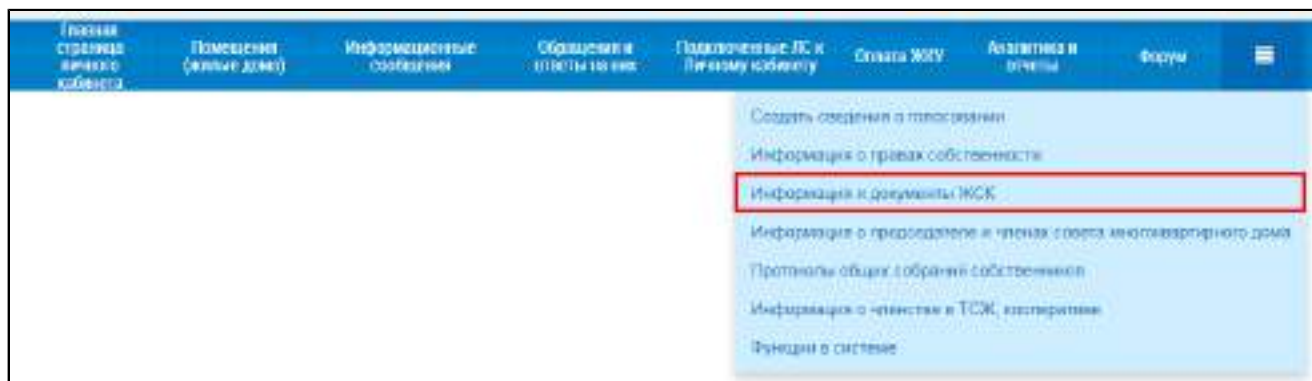 Главная
страница
личного
кабинета
Помещения
(жилые дома)
Информационные
сообщения
Обращения и
ответы на них
Подключенные ЛС к
Личному кабинету
Оплата ЖКУ
Аналитика и
отчеты
Форум
Создать сведения о голосовании
Информация о правах собственности
Информация и документы ЖСК
Информация о председателе и членах совета многоквартирного дома
Протоколы общих собраний собственников
Информация о членстве в ТСЖ, кооперативе
Функции в системе